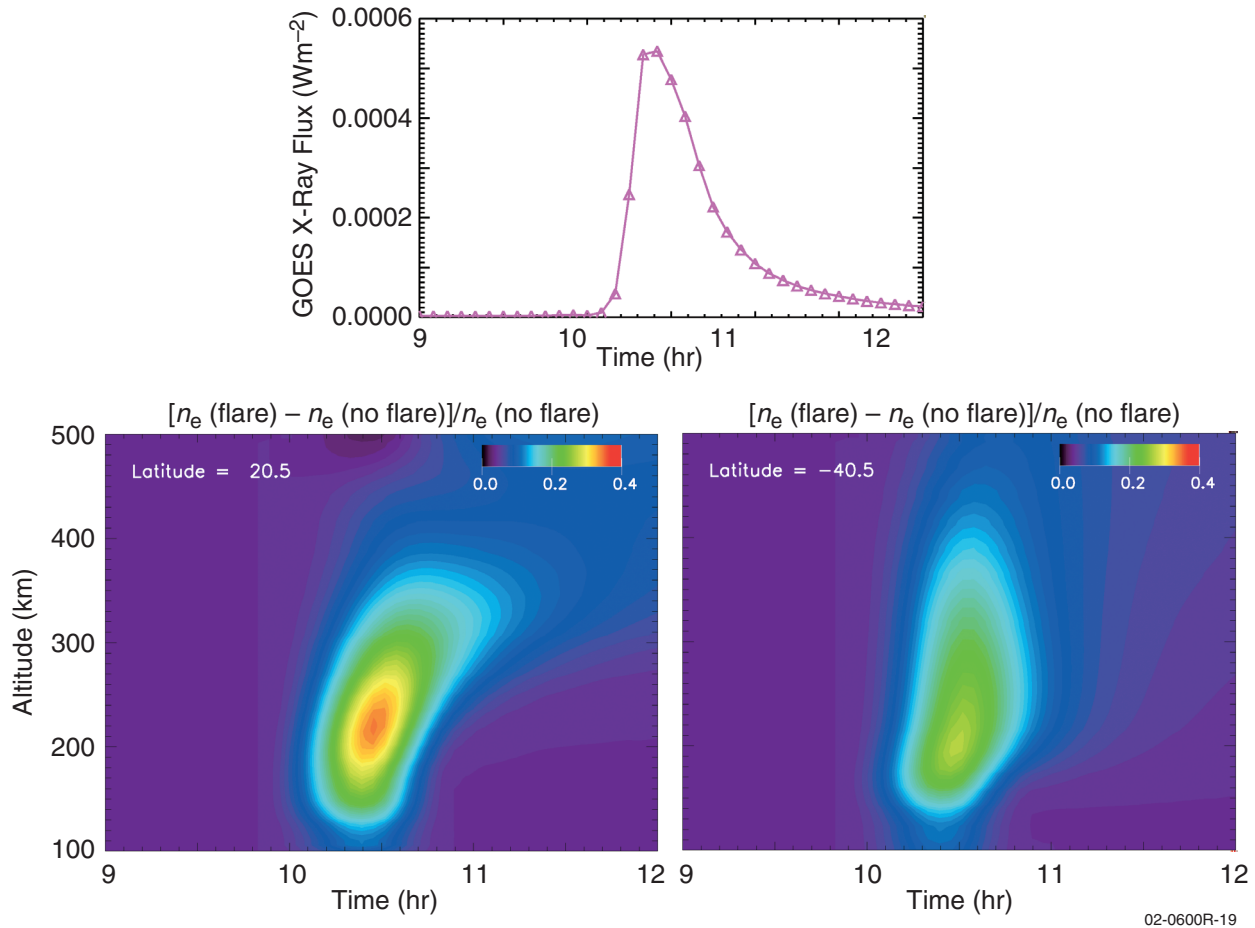 0.0006
0.0004
0.0002
0.0000
GOES X-Ray Flux (Wm–2)
9 10 11 12
Time (hr)
[ne (flare) – ne (no flare)]/ne (no flare)
[ne (flare) – ne (no flare)]/ne (no flare)
500
400
300
200
100
Altitude (km)
Latitude = 20.5
0.0 0.2 0.4
Latitude = −40.5
0.0 0.2 0.4
9 10 11 12
Time (hr)
9 10 11 12
Time (hr)
02-0600R-19